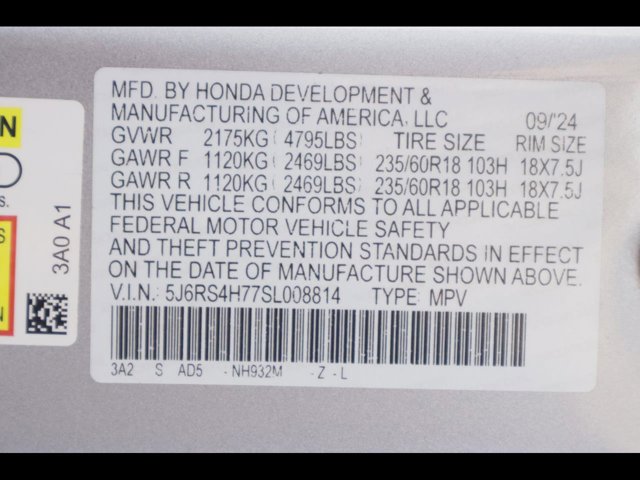 MFD. BY HONDA DEVELOPMENT &
MANUFACTURING OF AMERICA, LLC 09/'24
GVWR 2175KG( 4795LBS) TIRE SIZE RIM SIZE
GAWR F 1120KG( 2469LBS) 235/60R18 103H 18X7.5J
GAWR R 1120KG( 2469LBS) 235/60R18 103H 18X7.5J
THIS VEHICLE CONFORMS TO ALL APPLICABLE
FEDERAL MOTOR VEHICLE SAFETY
AND THEFT PREVENTION STANDARDS IN EFFECT
ON THE DATE OF MANUFACTURE SHOWN ABOVE.
V.I.N.: 5J6RS4H77SL008814 TYPE: MPV
3A2 S AD5 - NH932M - Z - L
3A0 A1
N
s.
S
N